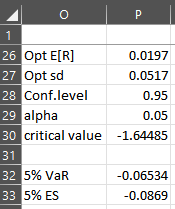 O P
1
26 Opt E[R] 0.0197
27 Opt sd 0.0517
28 Conf.level 0.95
29 alpha 0.05
30 critical value -1.64485
31
32 5% VaR -0.06534
33 5% ES -0.0869